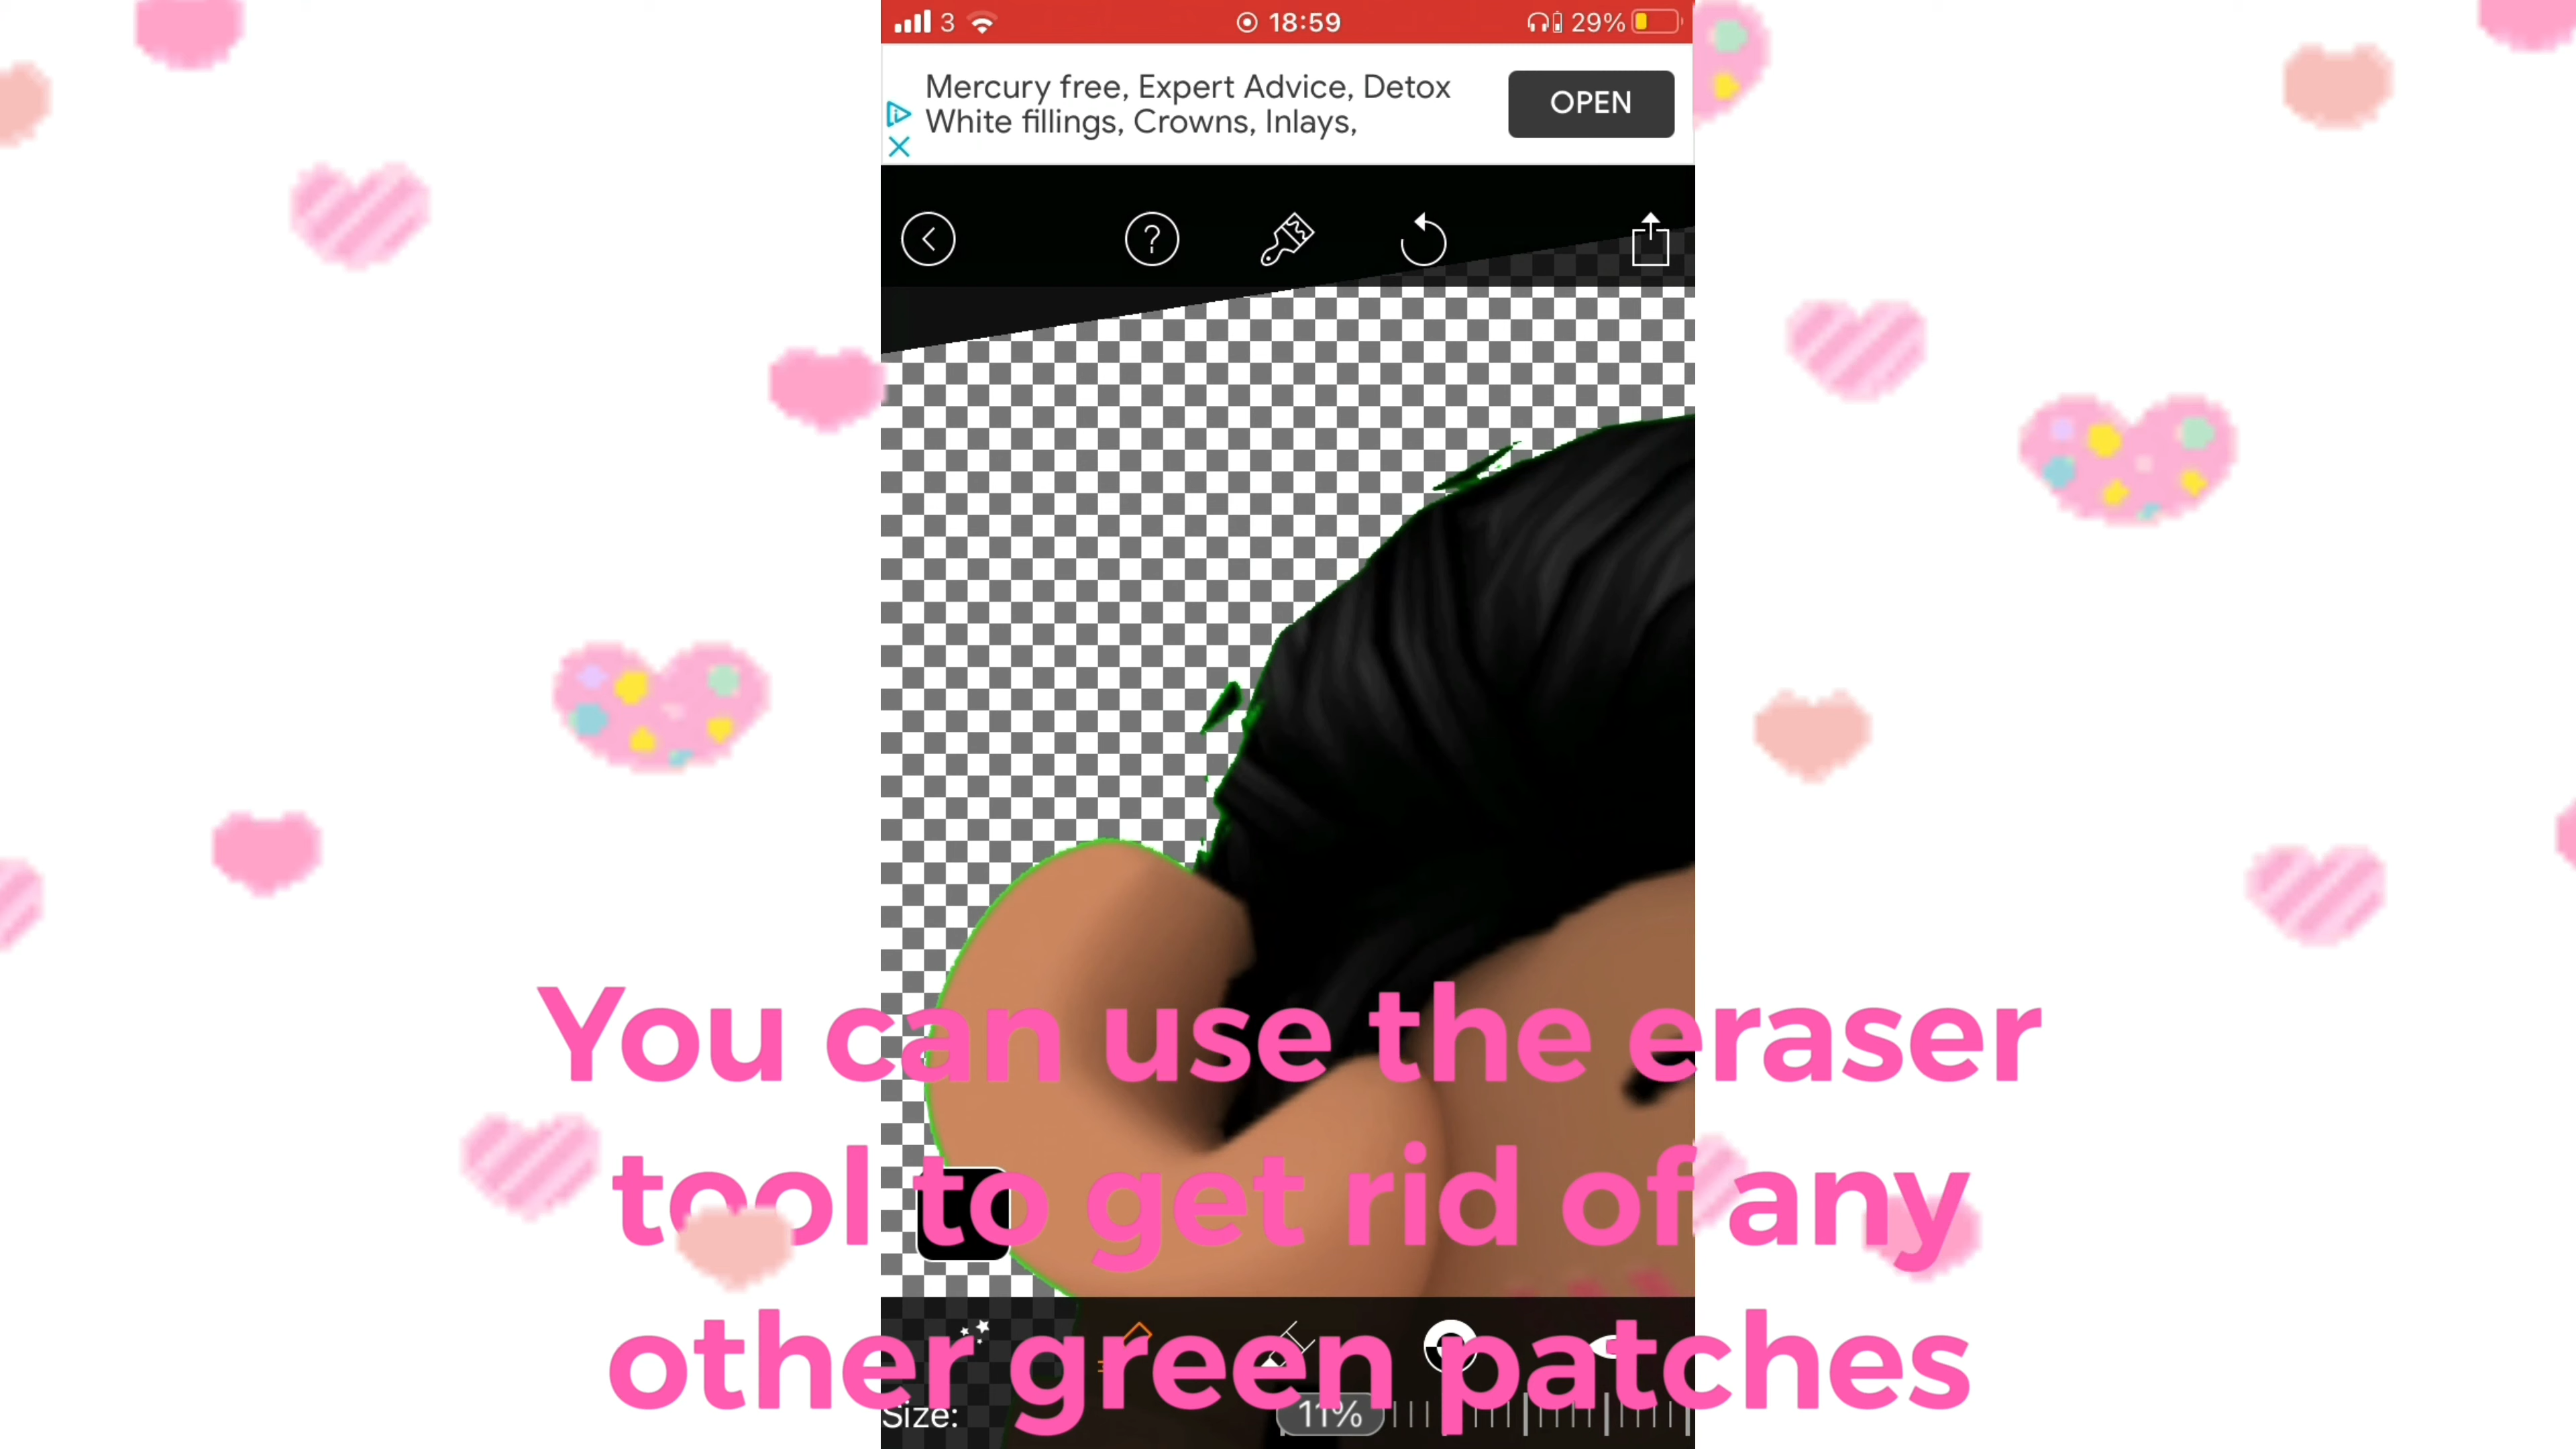 3 18:59 29%
Mercury free, Expert Advice, Detox
White fillings, Crowns, Inlays,
OPEN
?
You can use the eraser
tool to get rid of any
other green patches
Size: 11%